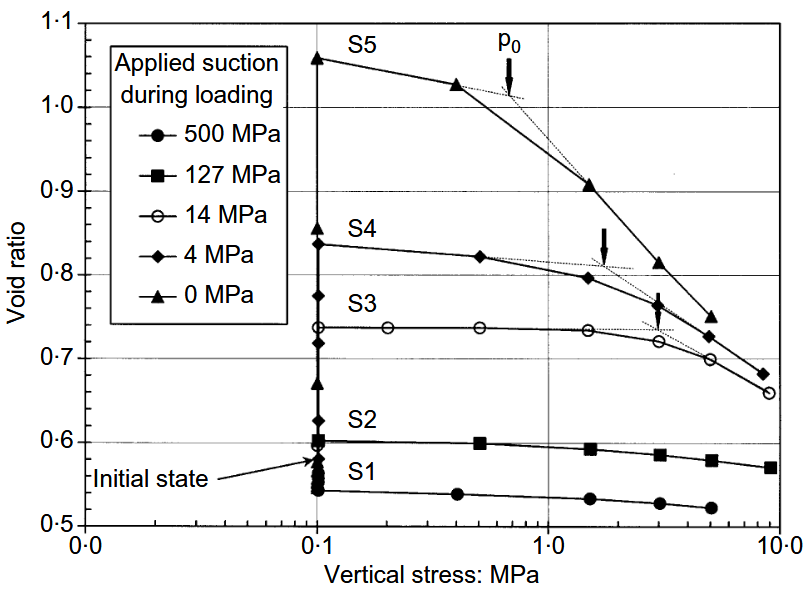 1·1
1·0
0·9
0·8
0·7
0·6
0·5
Void ratio
Applied suction
during loading
500 MPa
127 MPa
14 MPa
4 MPa
0 MPa
S5
p0
S4
S3
S2
S1
Initial state
0·0
0·1
1·0
10·0
Vertical stress: MPa